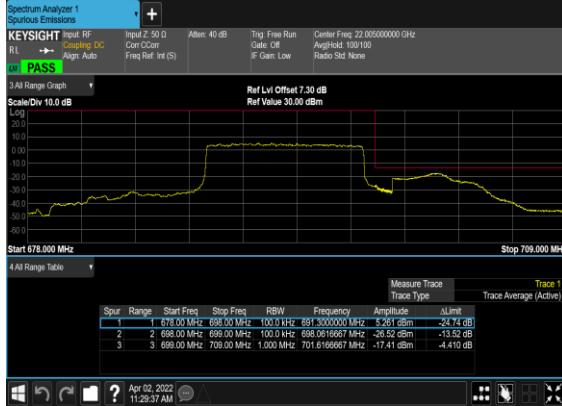 Spectrum Analyzer 1
Spurious Emissions
+
KEYSIGHT Input: RF Input Z: 50 Ω Atten: 40 dB Trig: Free Run Center Freq: 22.005000000 GHz
RL Coupling: DC Corr CCorr Gate: Off Avg|Hold: 100/100
Align: Auto Freq Ref: Int (S) IF Gain: Low Radio Std: None
PASS
3 All Range Graph
Ref Lvl Offset 7.30 dB
Scale/Div 10.0 dB Ref Value 30.00 dBm
Log
20.0
10.0
0.00
-10.0
-20.0
-30.0
-40.0
-50.0
-60.0
Start 678.000 MHz Stop 709.000 MH
4 All Range Table
Measure Trace Trace 1
Trace Type Trace Average (Active)
Spur Range Start Freq Stop Freq RBW Frequency Amplitude ΔLimit
1 1 678.00 MHz 698.00 MHz 100.0 kHz 691.3000000 MHz 5.261 dBm -24.74 dB
2 2 698.00 MHz 699.00 MHz 100.0 kHz 698.0616667 MHz -26.52 dBm -13.52 dB
3 3 699.00 MHz 709.00 MHz 1.000 MHz 701.6166667 MHz -17.41 dBm -4.410 dB
? Apr 02, 2022
11:29:37 AM